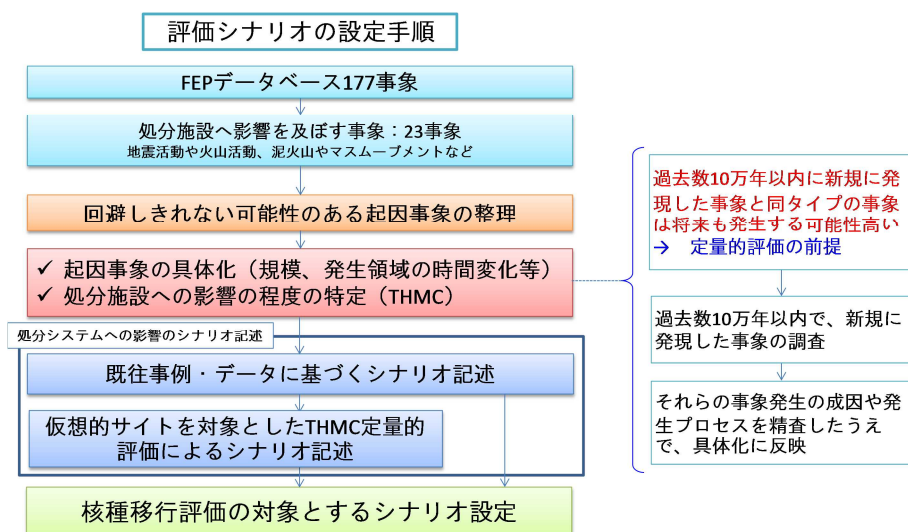 評価シナリオの設定手順
FEPデータベース177事象
処分施設へ影響を及ぼす事象：23事象
地震活動や火山活動、泥火山やマスムーブメントなど
回避しきれない可能性のある起因事象の整理
✓ 起因事象の具体化（規模、発生領域の時間変化等）
✓ 処分施設への影響の程度の特定（THMC）
処分システムへの影響のシナリオ記述
既往事例・データに基づくシナリオ記述
仮想的サイトを対象としたTHMC定量的
評価によるシナリオ記述
核種移行評価の対象とするシナリオ設定
過去数10万年以内に新規に発
現した事象と同タイプの事象
は将来も発生する可能性高い
→ 定量的評価の前提
過去数10万年以内で、新規に
発現した事象の調査
それらの事象発生の成因や発
生プロセスを精査したうえ
で、具体化に反映